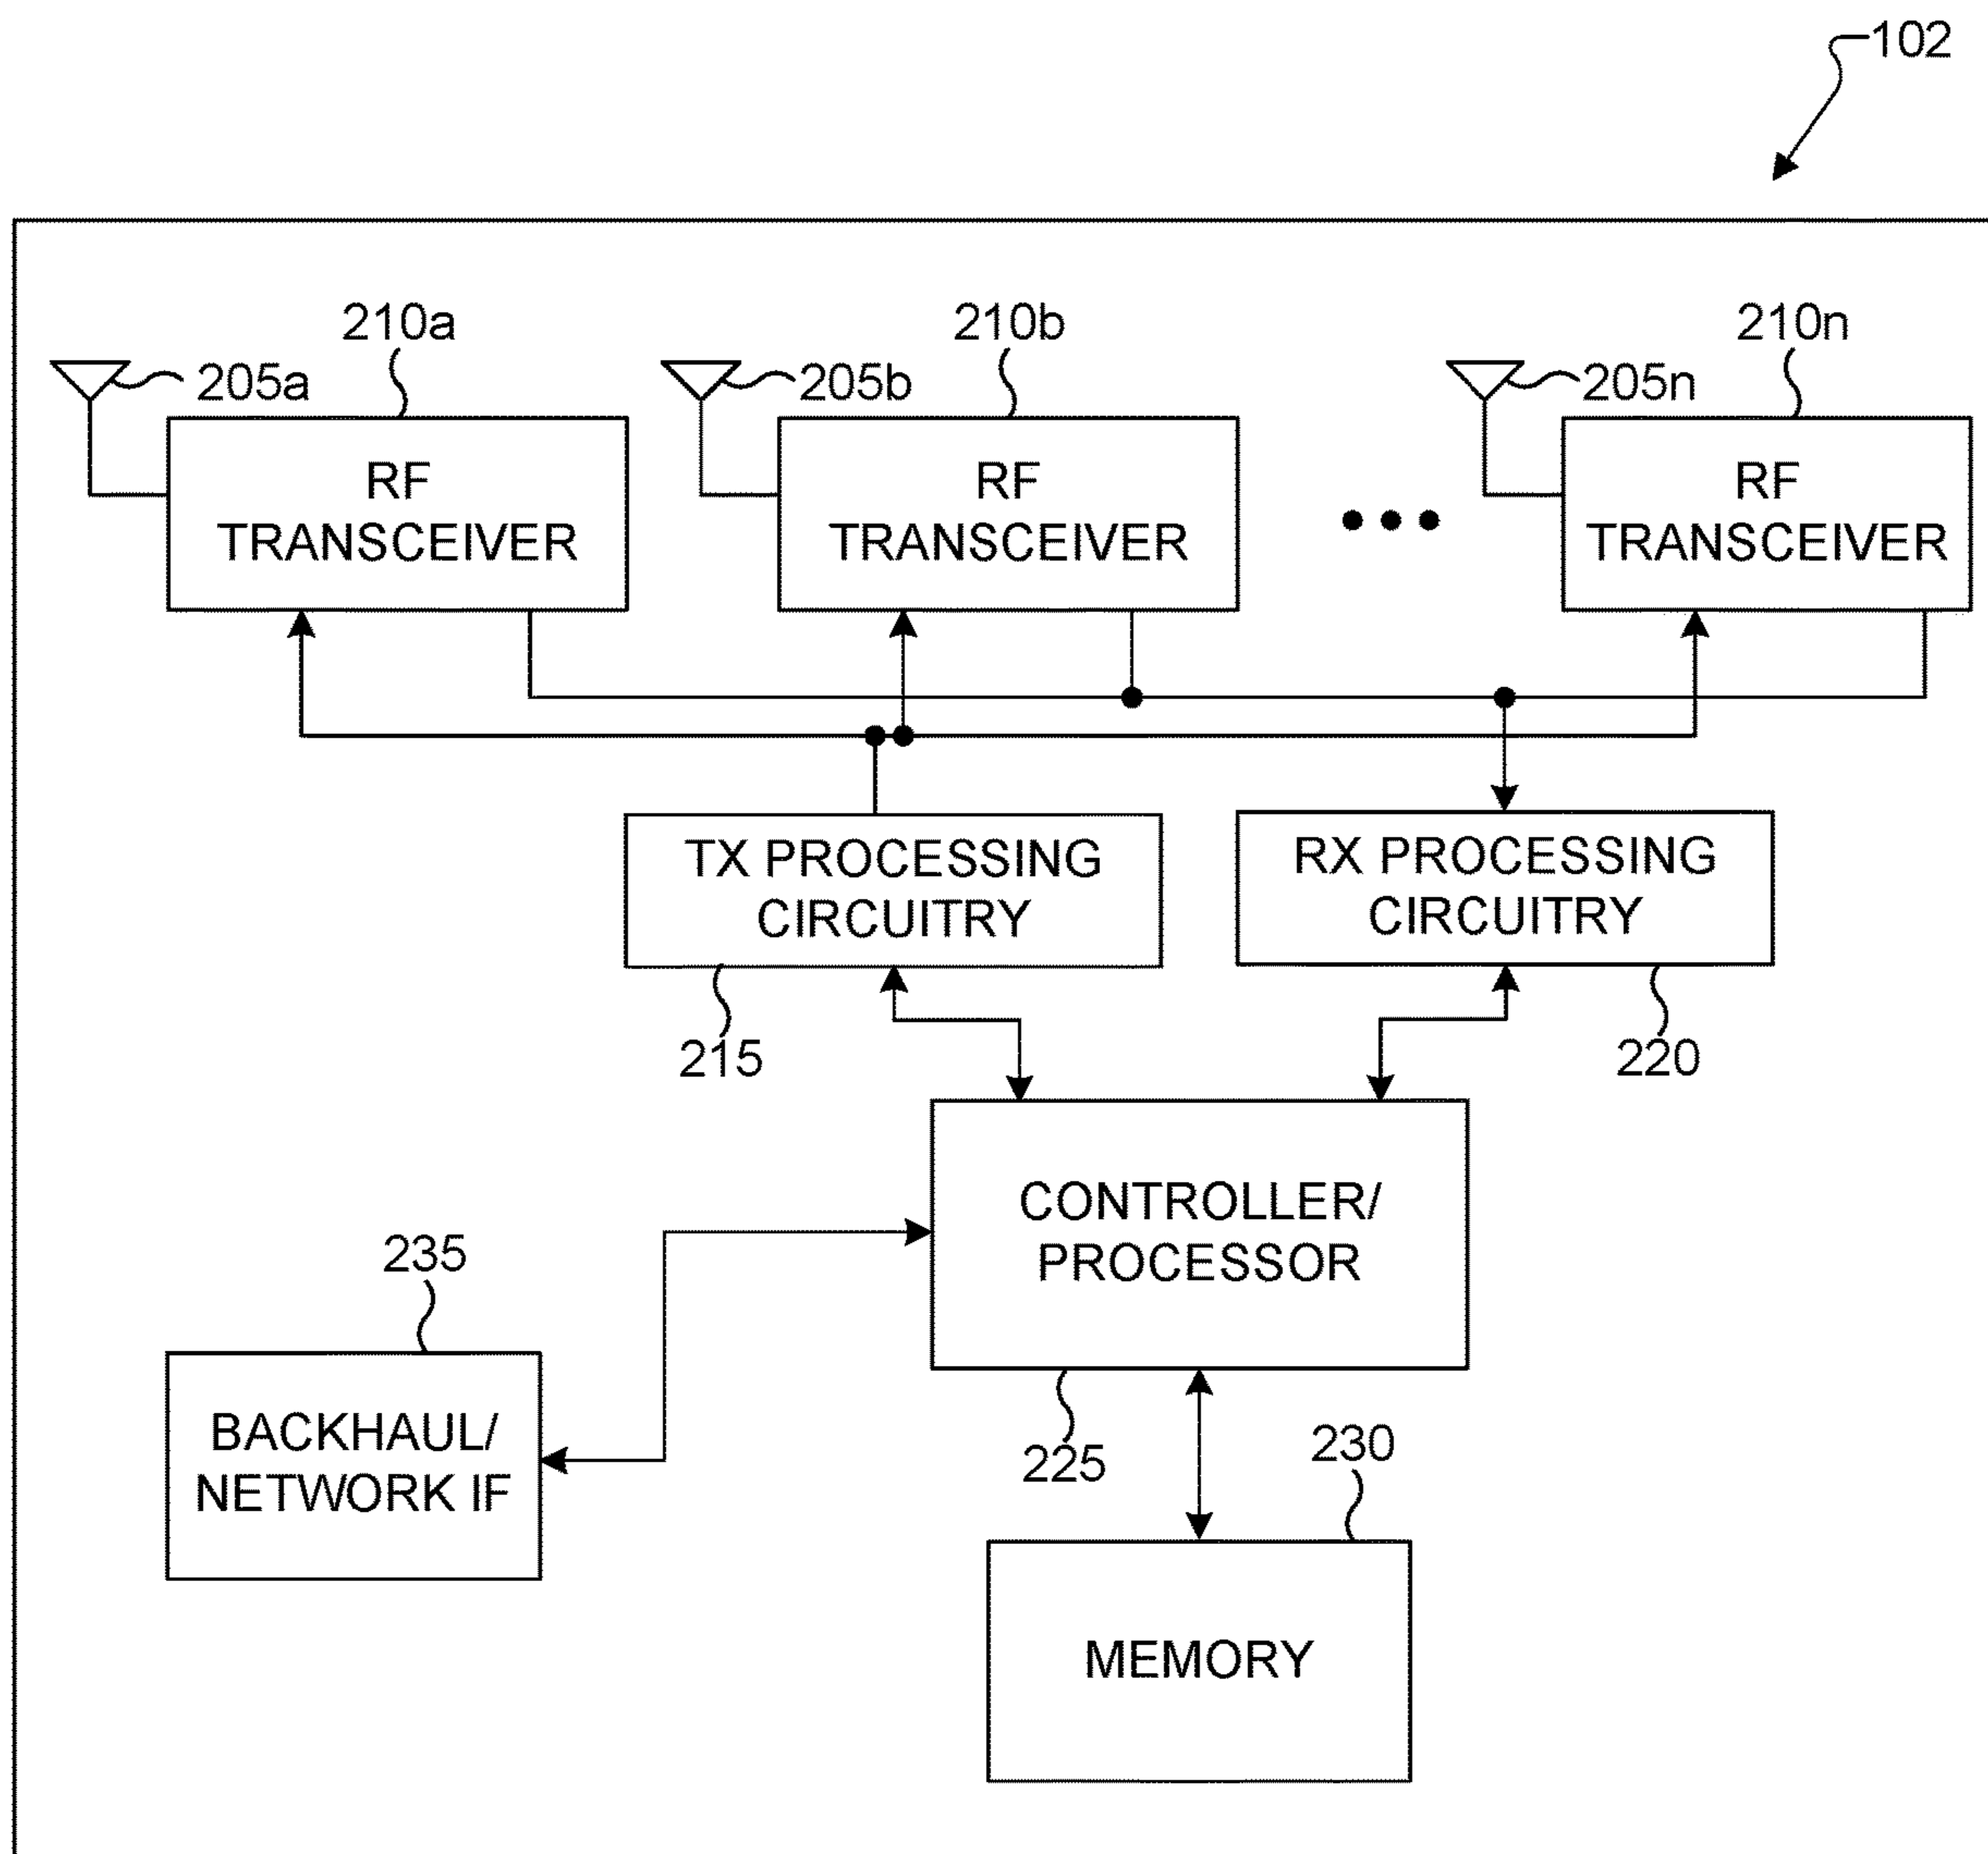 102
210a
210b
210n
205a
205b
205n
RF
TRANSCEIVER
RF
TRANSCEIVER
RF
TRANSCEIVER
TX PROCESSING
CIRCUITRY
RX PROCESSING
CIRCUITRY
215
220
CONTROLLER/
PROCESSOR
235
BACKHAUL/
NETWORK IF
225
230
MEMORY